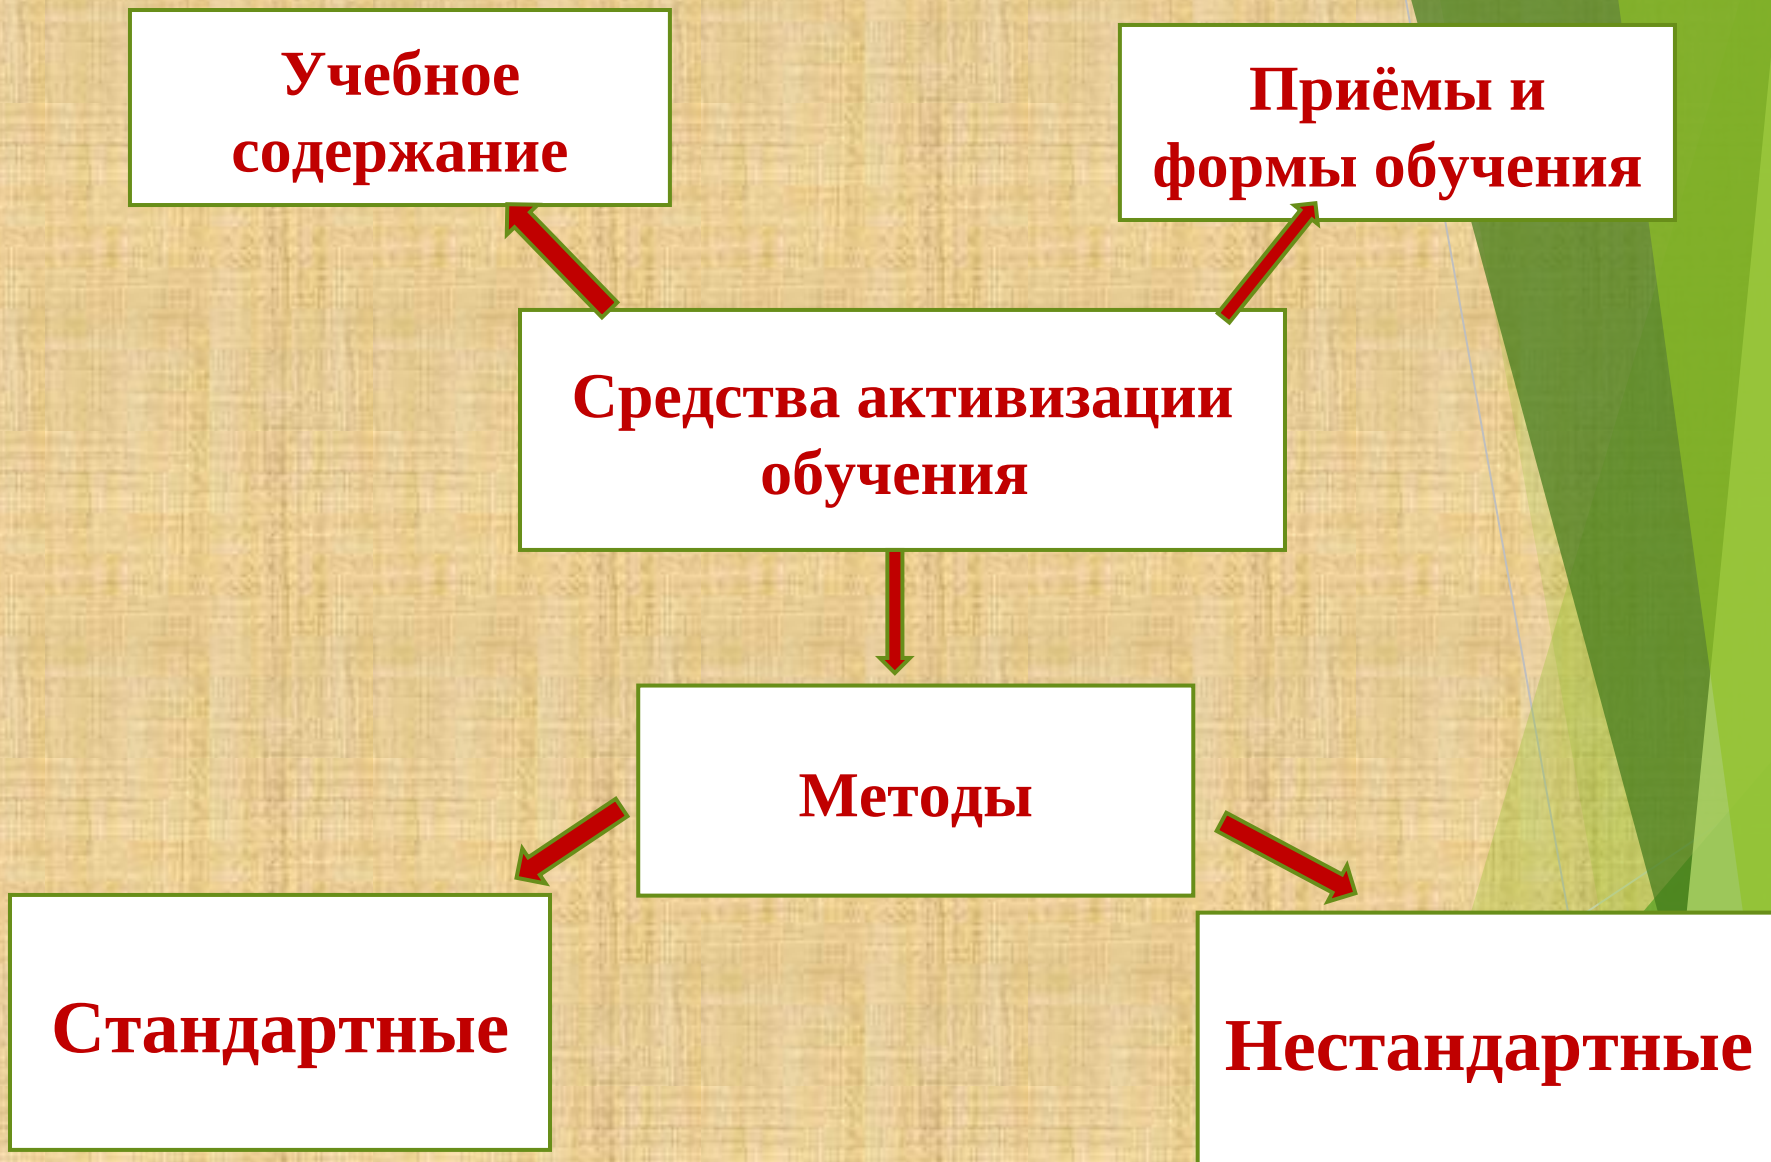 Учебное
содержание
Приёмы и
формы обучения
Средства активизации
обучения
Методы
Стандартные
Нестандартные